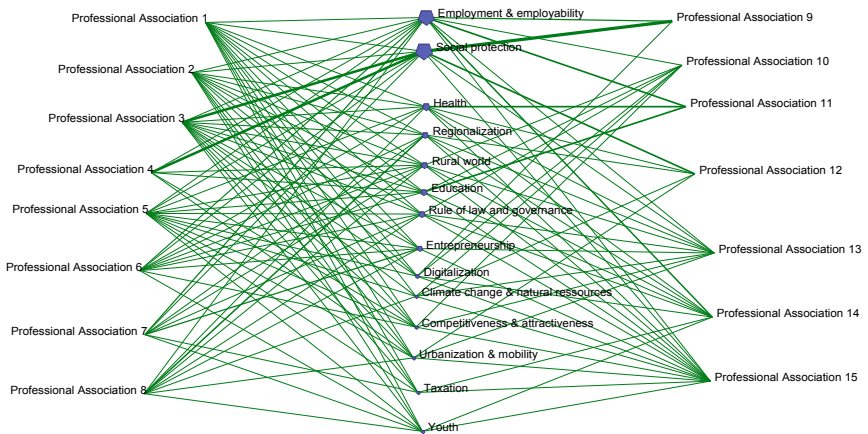 Professional Association 1
Professional Association 2
Professional Association 3
Professional Association 4
Professional Association 5
Professional Association 6
Professional Association 7
Professional Association 8
Employment & employability
Social protection
Health
Regionalization
Rural world
Education
Rule of law and governance
Entrepreneurship
Digitalization
Climate change & natural ressources
Competitiveness & attractiveness
Urbanization & mobility
Taxation
Youth
Professional Association 9
Professional Association 10
Professional Association 11
Professional Association 12
Professional Association 13
Professional Association 14
Professional Association 15